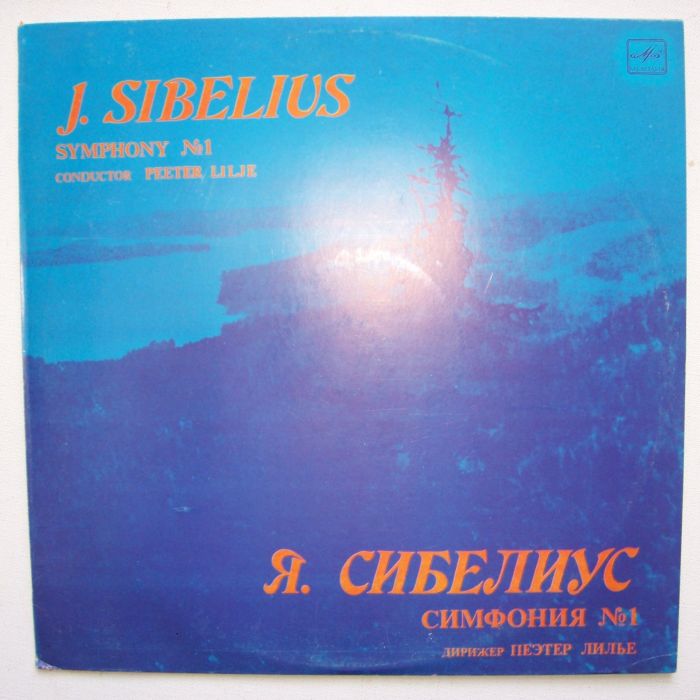 J. SIBELIUS
SYMPHONY №1
CONDUCTOR PEETER LILJE
Я. СИБЕЛИУС
СИМФОНИЯ №1
ДИРИЖЕР ПЕЭТЕР ЛИЛЬЕ